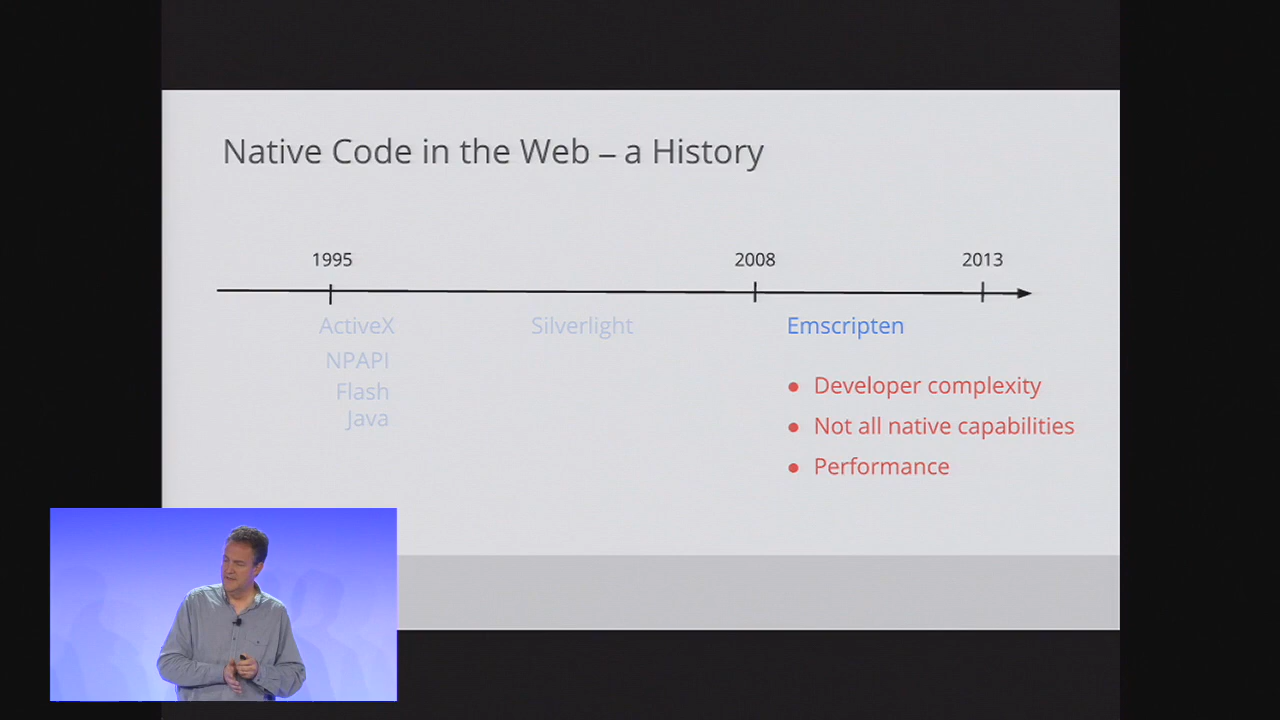 Native Code in the Web – a History
1995
2008
2013
ActiveX
Silverlight
Emscripten
NPAPI
Flash
Java
● Developer complexity
● Not all native capabilities
● Performance